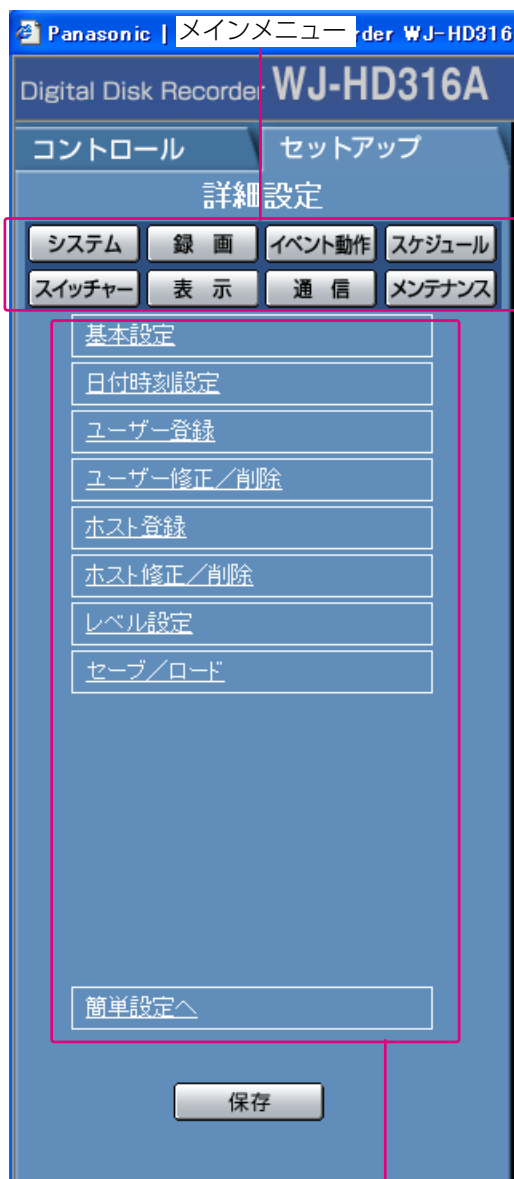 Panasonic | メインメニュー rder WJ-HD316
Digital Disk Recorder WJ-HD316A
コントロール セットアップ
詳細設定
システム 録 画 イベント動作 スケジュール
スイッチャー 表 示 通 信 メンテナンス
基本設定
日付時刻設定
ユーザー登録
ユーザー修正／削除
ホスト登録
ホスト修正／削除
レベル設定
セーブ／ロード
簡単設定へ
保存